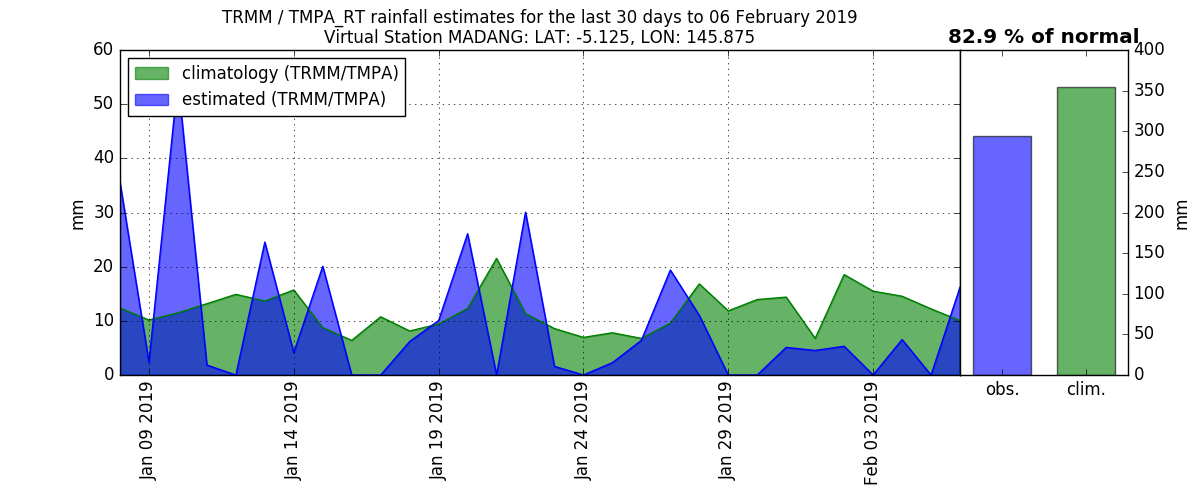 TRMM / TMPA_RT rainfall estimates for the last 30 days to 06 February 2019
Virtual Station MADANG: LAT: -5.125, LON: 145.875
82.9 % of normal
climatology (TRMM/TMPA)
estimated (TRMM/TMPA)
60
50
40
30
20
10
0
mm
Jan 09 2019
Jan 14 2019
Jan 19 2019
Jan 24 2019
Jan 29 2019
Feb 03 2019
obs.
clim.
400
350
300
250
200
150
100
50
0
mm